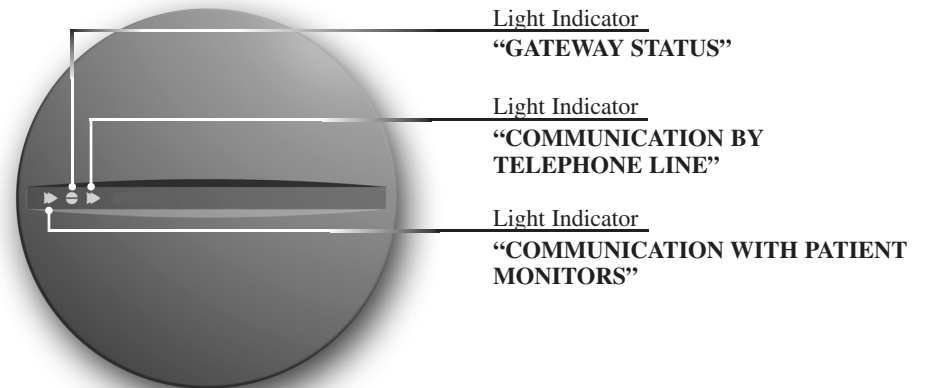 Light Indicator
“GATEWAY STATUS”
Light Indicator
“COMMUNICATION BY
TELEPHONE LINE”
Light Indicator
“COMMUNICATION WITH PATIENT
MONITORS”